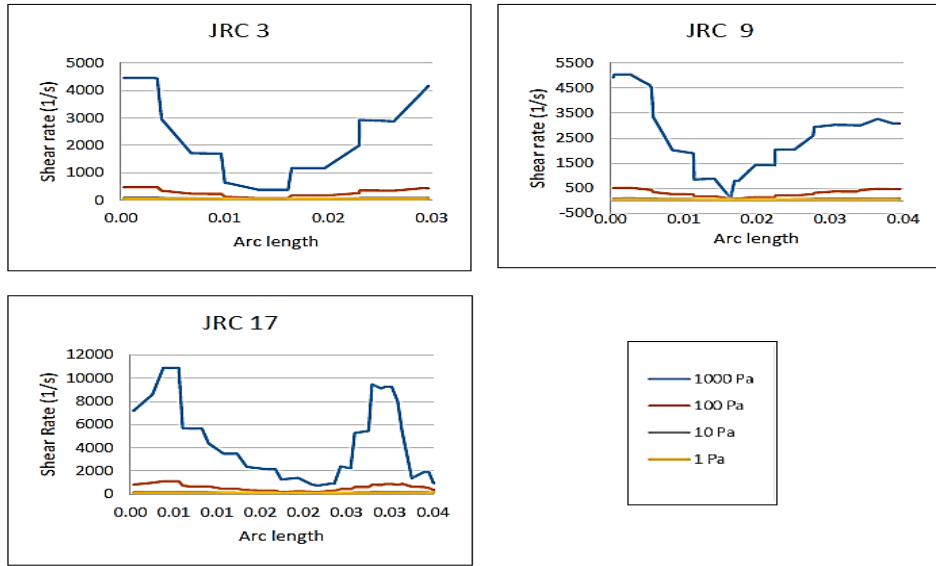 JRC 3
Shear rate (1/s)
5000
4000
3000
2000
1000
0
0.00 0.01 0.02 0.03
Arc length
JRC 9
Shear rate (1/s)
5500
4500
3500
2500
1500
500
-500
0.00 0.01 0.02 0.03 0.04
Arc length
JRC 17
Shear Rate (1/s)
12000
10000
8000
6000
4000
2000
0
0.00 0.01 0.01 0.02 0.02 0.03 0.03 0.04
Arc length
1000 Pa
100 Pa
10 Pa
1 Pa